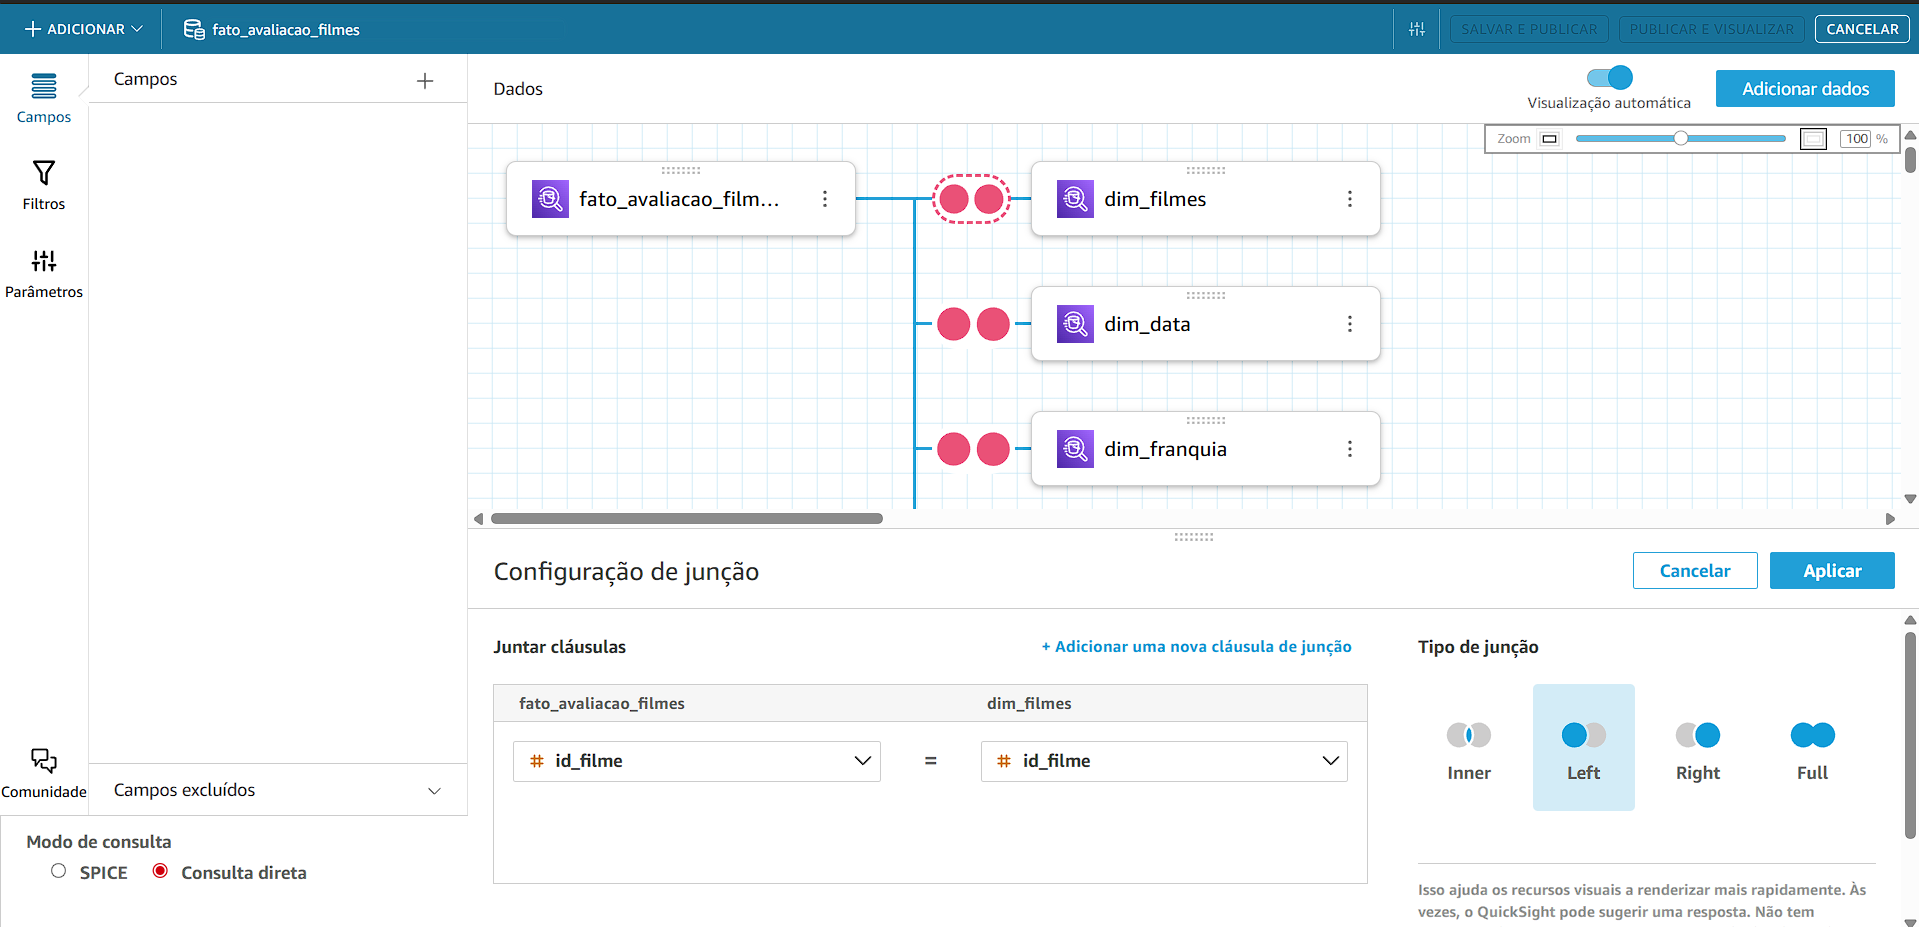 ADICIONAR
fato_avaliacao_filmes
SALVAR E PUBLICAR
PUBLICAR E VISUALIZAR
CANCELAR
Campos
Filtros
Parâmetros
Comunidade
Campos
Campos excluídos
Modo de consulta
SPICE
Consulta direta
Dados
Visualização automática
Adicionar dados
Zoom
100 %
fato_avaliacao_film...
dim_filmes
dim_data
dim_franquia
Configuração de junção
Cancelar
Aplicar
Juntar cláusulas
+ Adicionar uma nova cláusula de junção
fato_avaliacao_filmes dim_filmes
# id_filme = # id_filme
Tipo de junção
Inner Left Right Full
Isso ajuda os recursos visuais a renderizar mais rapidamente. Às
vezes, o QuickSight pode sugerir uma resposta. Não tem